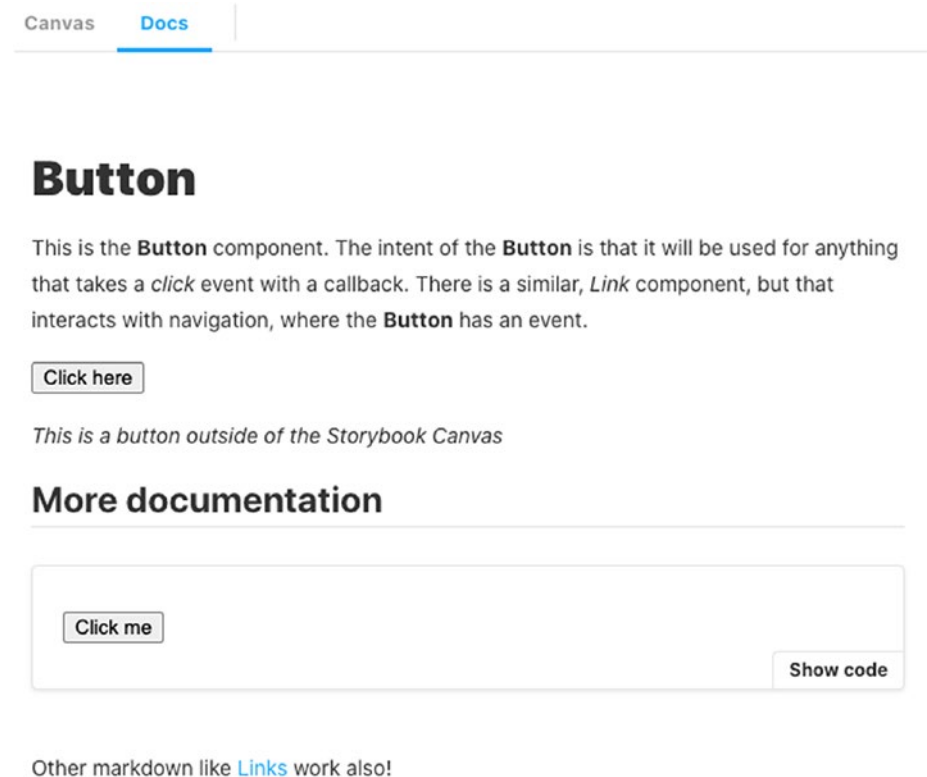 Canvas Docs
Button
This is the Button component. The intent of the Button is that it will be used for anything
that takes a click event with a callback. There is a similar, Link component, but that
interacts with navigation, where the Button has an event.
Click here
This is a button outside of the Storybook Canvas
More documentation
Click me
Show code
Other markdown like Links work also!